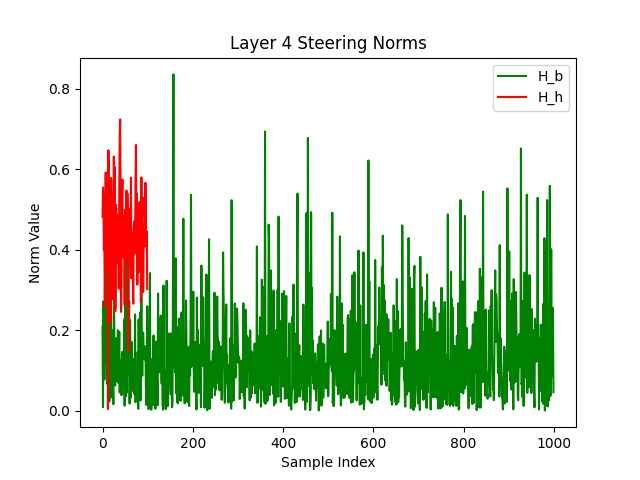 Layer 4 Steering Norms
H_b
H_h
Norm Value
0.8
0.6
0.4
0.2
0.0
0 200 400 600 800 1000
Sample Index